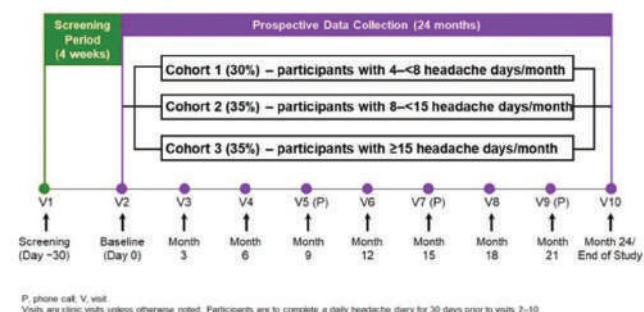 Screening
Period
(4 weeks)
Prospective Data Collection (24 months)
Cohort 1 (30%) – participants with 4–<8 headache days/month
Cohort 2 (35%) – participants with 8–<15 headache days/month
Cohort 3 (35%) – participants with ≥15 headache days/month
V1 V2 V3 V4 V5 (P) V6 V7 (P) V8 V9 (P) V10
Screening Baseline Month Month Month Month Month Month Month Month 24/
(Day −30) (Day 0) 3 6 9 12 15 18 21 End of Study
P, phone call; V, visit.
Visits are clinic visits unless otherwise noted. Participants are to complete a daily headache diary for 30 days prior to visits 2–10.